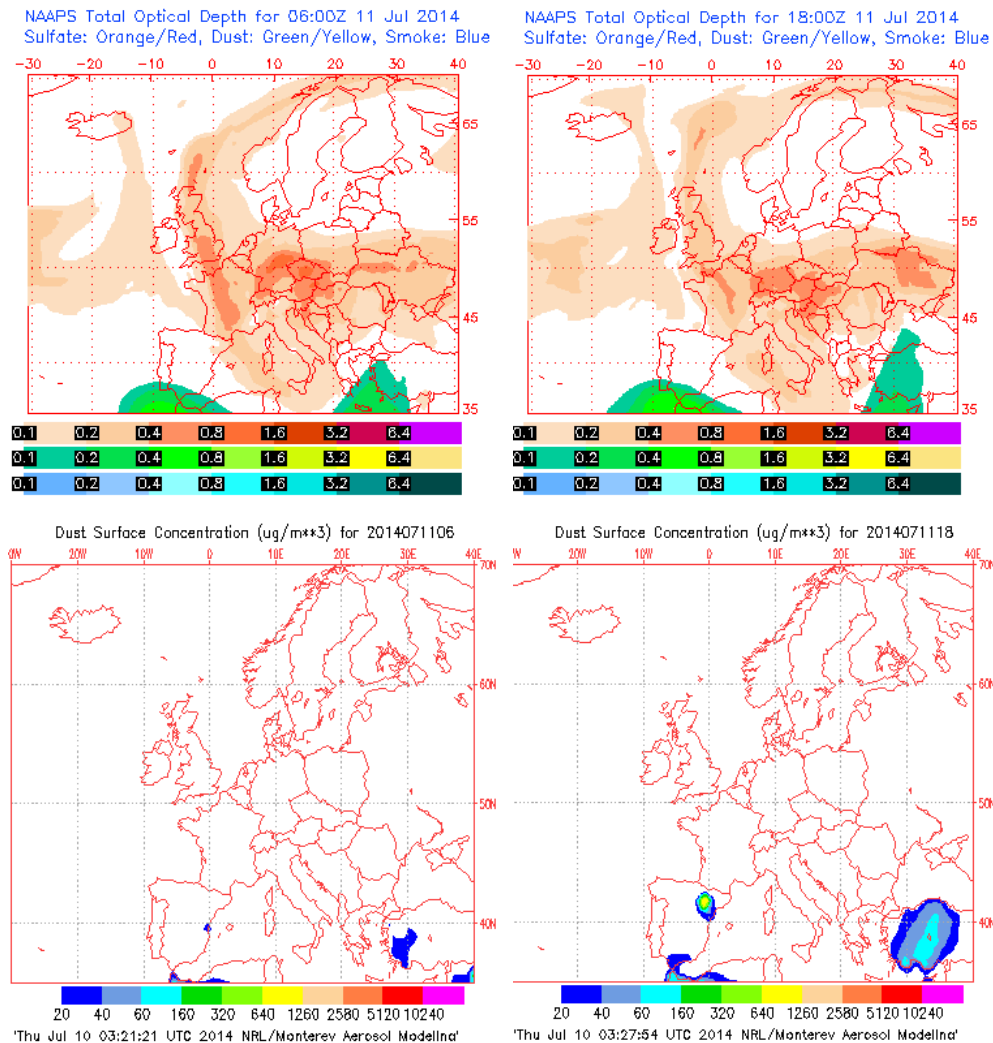 NAAPS Total Optical Depth for 06:00Z 11 Jul 2014
Sulfate: Orange/Red, Dust: Green/Yellow, Smoke: Blue
-30 -20 -10 0 10 20 30 40
65
55
45
35
0.1 0.2 0.4 0.8 1.6 3.2 6.4
0.1 0.2 0.4 0.8 1.6 3.2 6.4
0.1 0.2 0.4 0.8 1.6 3.2 6.4
NAAPS Total Optical Depth for 18:00Z 11 Jul 2014
Sulfate: Orange/Red, Dust: Green/Yellow, Smoke: Blue
-30 -20 -10 0 10 20 30 40
65
55
45
35
0.1 0.2 0.4 0.8 1.6 3.2 6.4
0.1 0.2 0.4 0.8 1.6 3.2 6.4
0.1 0.2 0.4 0.8 1.6 3.2 6.4
Dust Surface Concentration (ug/m**3) for 2014071106
0W 20W 10W 0 10E 20E 30E 40E
70N
60N
50N
40N
20 40 60 160 320 640 1260 2560 5120 10240
'Thu Jul 10 03:21:21 UTC 2014 NRL/Monterey Aerosol Modeling'
Dust Surface Concentration (ug/m**3) for 2014071118
0W 20W 10W 0 10E 20E 30E 40E
70N
60N
50N
40N
20 40 60 160 320 640 1260 2560 5120 10240
'Thu Jul 10 03:27:54 UTC 2014 NRL/Monterey Aerosol Modeling'